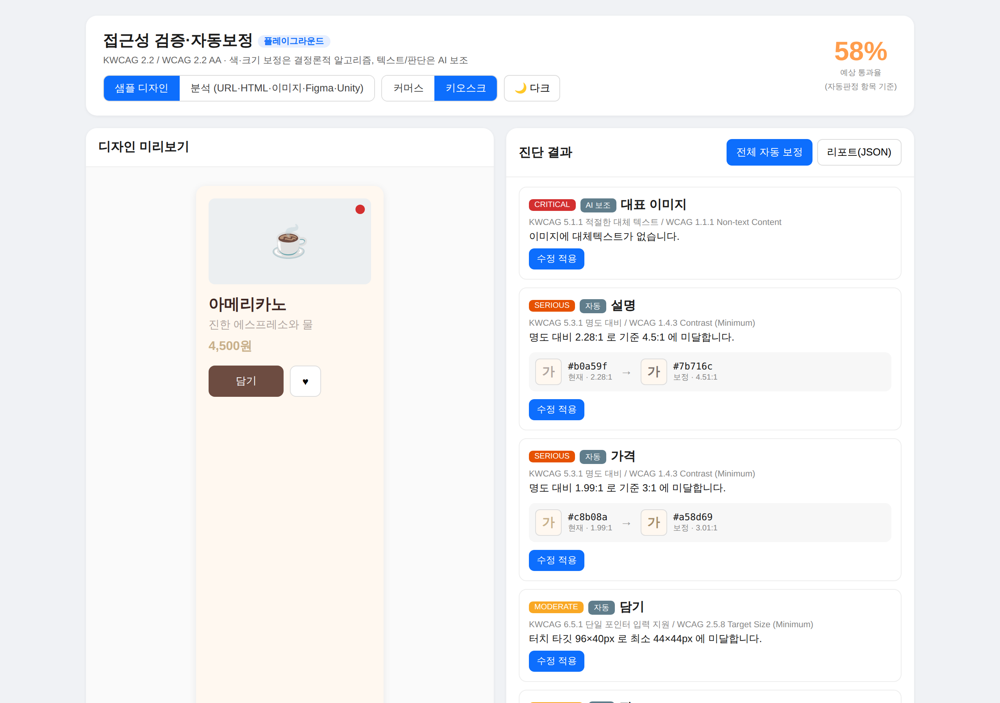 접근성 검증·자동보정 플레이그라운드
KWCAG 2.2 / WCAG 2.2 AA · 색·크기 보정은 결정론적 알고리즘, 텍스트/판단은 AI 보조
샘플 디자인 분석 (URL·HTML·이미지·Figma·Unity) 커머스 키오스크 🌙 다크
58%
예상 통과율
(자동판정 항목 기준)
디자인 미리보기
아메리카노
진한 에스프레소와 물
4,500원
담기 ♥
진단 결과 전체 자동 보정 리포트(JSON)
CRITICAL AI 보조 대표 이미지
KWCAG 5.1.1 적절한 대체 텍스트 / WCAG 1.1.1 Non-text Content
이미지에 대체텍스트가 없습니다.
수정 적용
SERIOUS 자동 설명
KWCAG 5.3.1 명도 대비 / WCAG 1.4.3 Contrast (Minimum)
명도 대비 2.28:1 로 기준 4.5:1 에 미달합니다.
가 #b0a59f → 가 #7b716c
현재 · 2.28:1 보정 · 4.51:1
수정 적용
SERIOUS 자동 가격
KWCAG 5.3.1 명도 대비 / WCAG 1.4.3 Contrast (Minimum)
명도 대비 1.99:1 로 기준 3:1 에 미달합니다.
가 #c8b08a → 가 #a58d69
현재 · 1.99:1 보정 · 3.01:1
수정 적용
MODERATE 자동 담기
KWCAG 6.5.1 단일 포인터 입력 지원 / WCAG 2.5.8 Target Size (Minimum)
터치 타깃 96×40px 로 최소 44×44px 에 미달합니다.
수정 적용